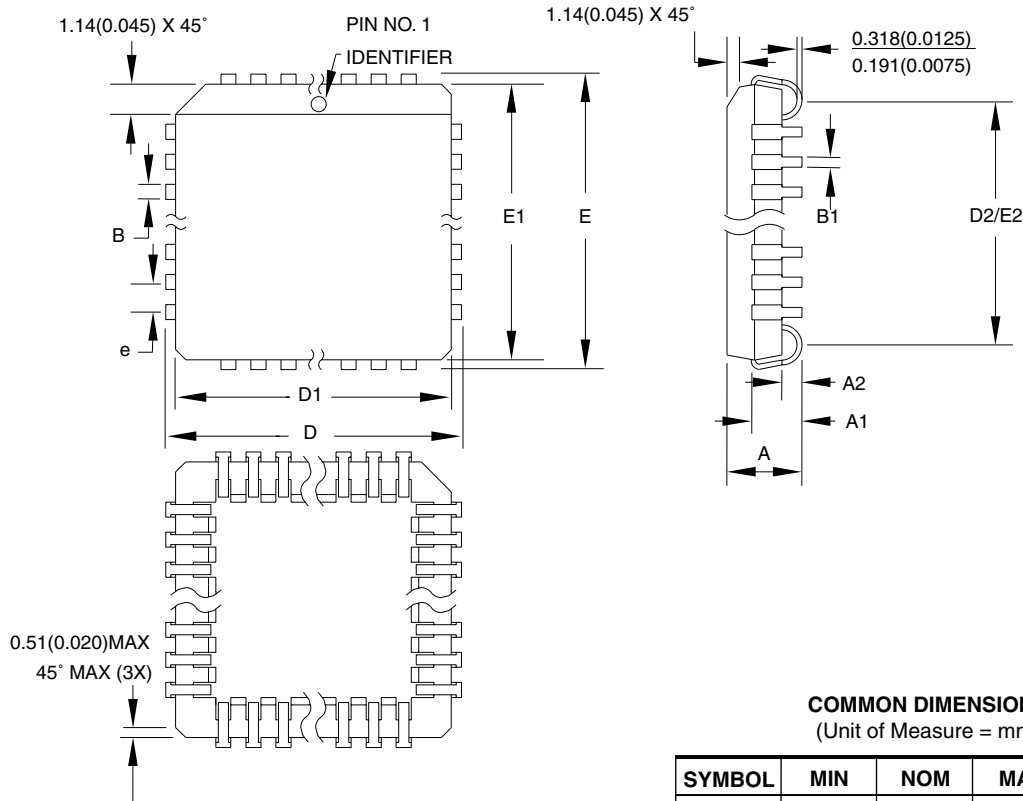 1.14(0.045) X 45˚
PIN NO. 1
IDENTIFIER
1.14(0.045) X 45˚
0.318(0.0125)
0.191(0.0075)
E1
E
B
e
B1
D2/E2
D1
D
A2
A1
A
0.51(0.020)MAX
45˚ MAX (3X)
COMMON
(Unit of Measure =
SYMBOL MIN NOM